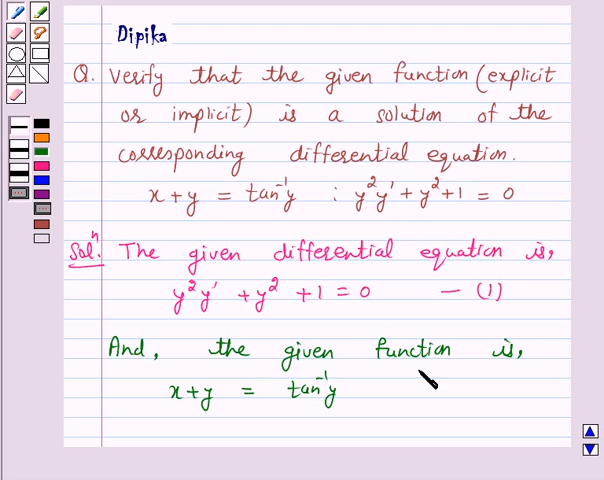 Dipika
Q. Verify that the given function (explicit
or implicit) is a solution of the
corresponding differential equation.
x + y = tan⁻¹y : y²y' + y² + 1 = 0
Solⁿ. The given differential equation is,
y²y' + y² + 1 = 0 — (1)
And, the given function is,
x + y = tan⁻¹y